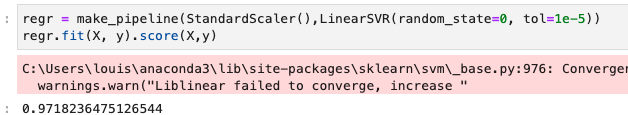 : regr = make_pipeline(StandardScaler(),LinearSVR(random_state=0, tol=1e-5))
regr.fit(X, y).score(X,y)
C:\Users\louis\anaconda3\lib\site-packages\sklearn\svm\_base.py:976:
warnings.warn("Liblinear failed to converge, increase "
: 0.9718236475126544